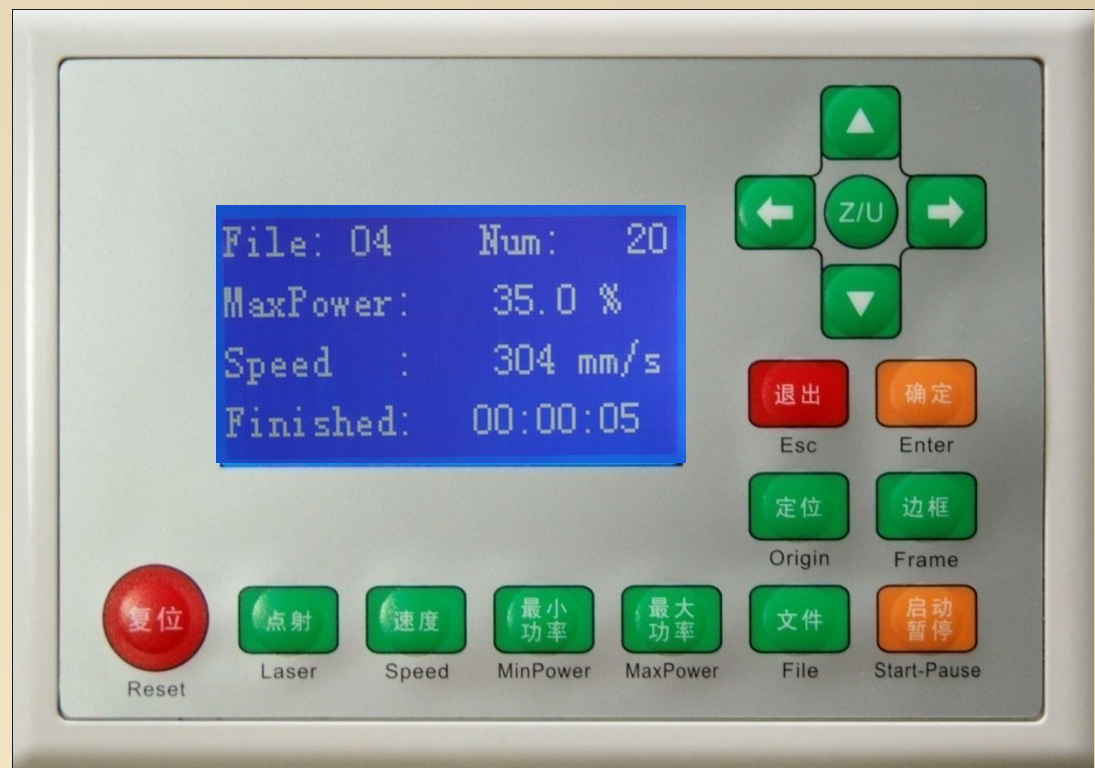 File: 04 Num: 20
MaxPower: 35.0 %
Speed : 304 mm/s
Finished: 00:00:05
Z/U
退出 确定
Esc Enter
定位 边框
Origin Frame
复位 点射 速度 最小 最大 文件 启动
功率 功率 暂停
Reset Laser Speed MinPower MaxPower File Start-Pause